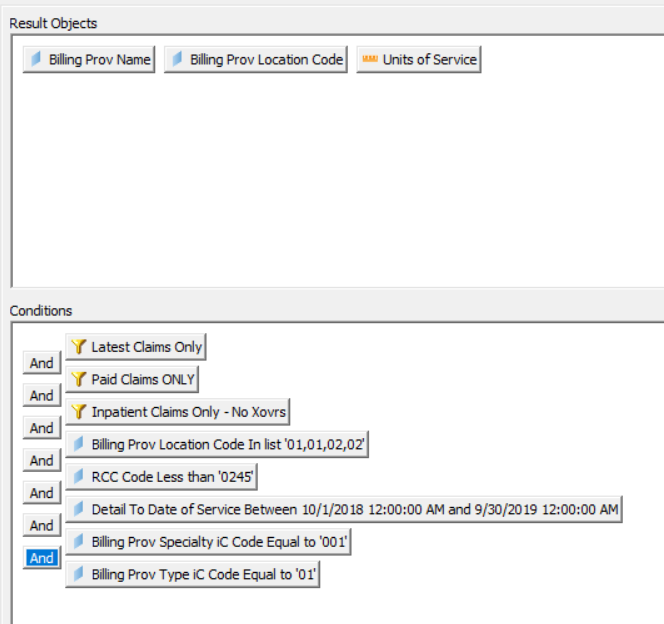 Result Objects
Billing Prov Name Billing Prov Location Code Units of Service
Conditions
Latest Claims Only
And
Paid Claims ONLY
And
Inpatient Claims Only - No Xovrs
And
Billing Prov Location Code In list '01,01,02,02'
And
RCC Code Less than '0245'
And
Detail To Date of Service Between 10/1/2018 12:00:00 AM and 9/30/2019 12:00:00 AM
And
Billing Prov Specialty iC Code Equal to '001'
And
Billing Prov Type iC Code Equal to '01'